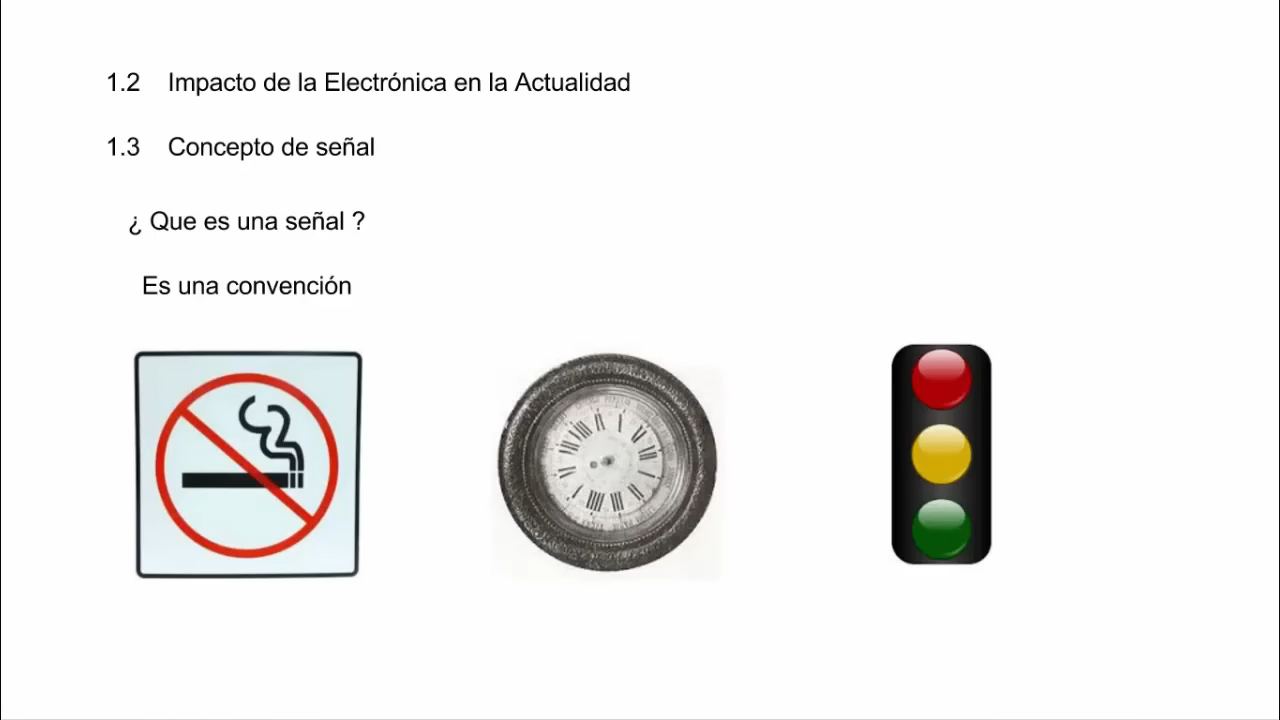 1.2 Impacto de la Electrónica en la Actualidad
1.3 Concepto de señal
¿ Que es una señal ?
Es una convención